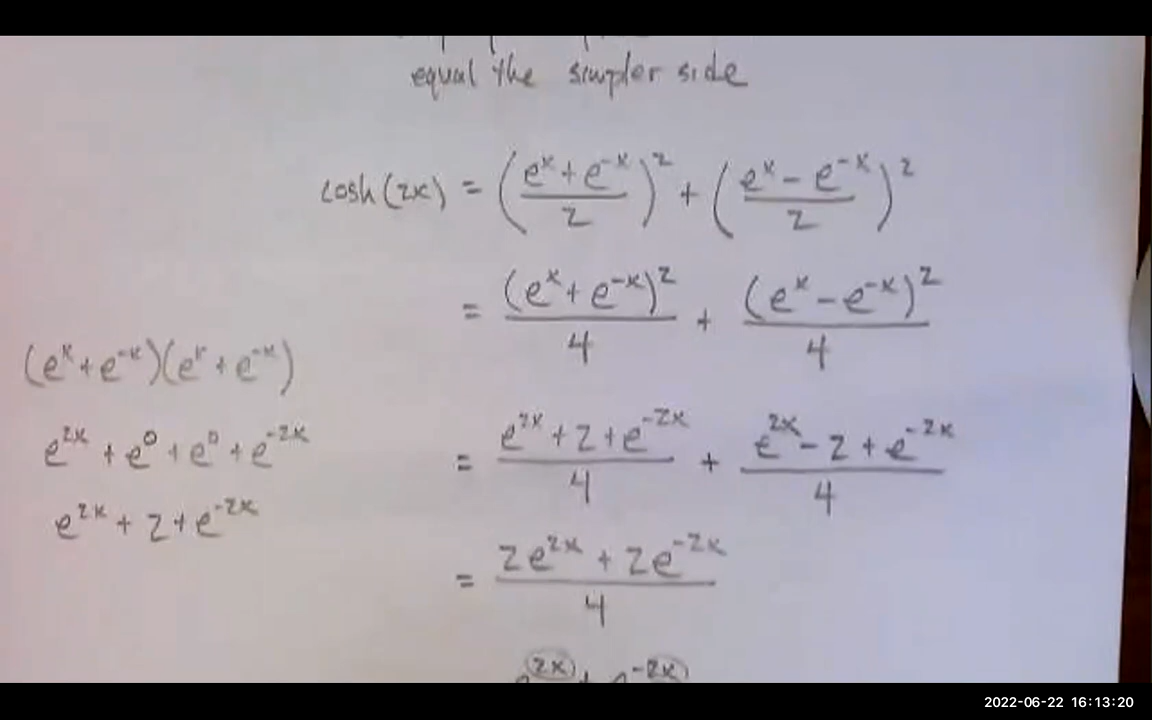 equal the simpler side
cosh(2x) = ((e^x + e^-x)/2)^2 + ((e^x - e^-x)/2)^2
= (e^x + e^-x)^2/4 + (e^x - e^-x)^2/4
(e^x + e^-x)(e^x + e^-x)
e^2x + e^0 + e^0 + e^-2x
e^2x + 2 + e^-2x
= (e^2x + 2 + e^-2x)/4 + (e^2x - 2 + e^-2x)/4
= (2e^2x + 2e^-2x)/4
e^(2x) + e^(-2x)
2022-06-22 16:13:20